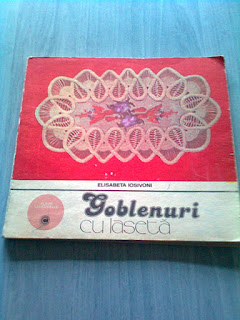 ELISABETA IOSIVONI
Goblenuri
cu lasetă